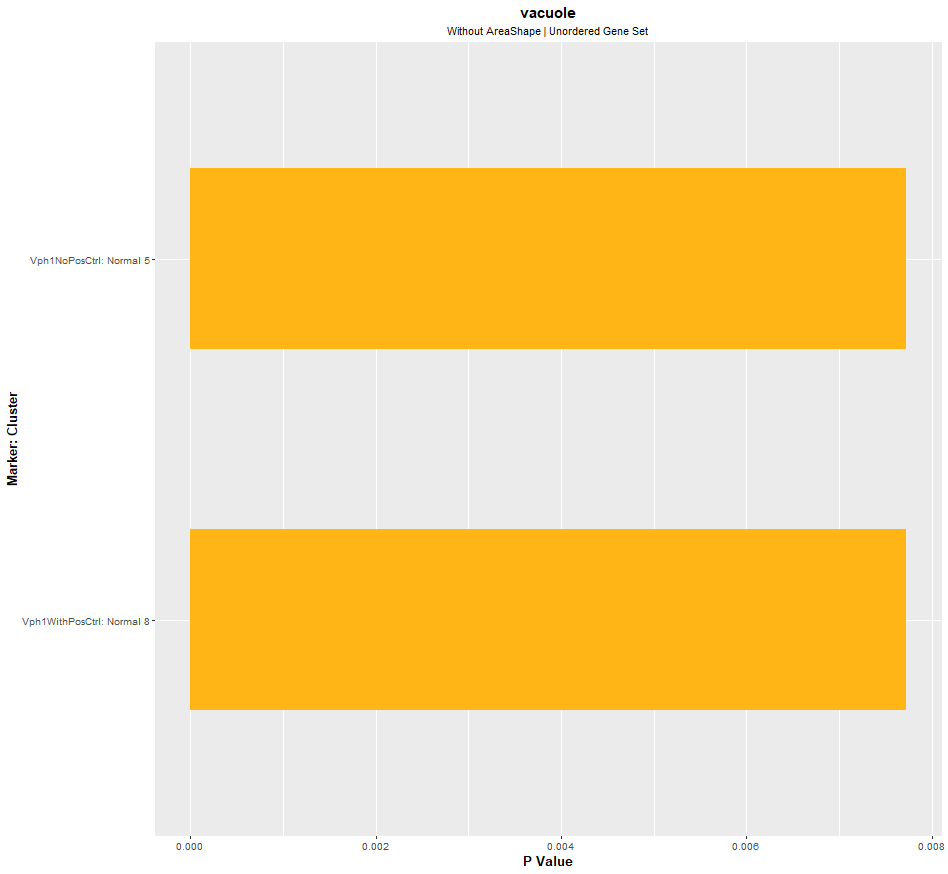 vacuole
Without AreaShape | Unordered Gene Set
Marker: Cluster
Vph1NoPosCtrl: Normal 5
Vph1WithPosCtrl: Normal 8
0.000 0.002 0.004 0.006 0.008
P Value